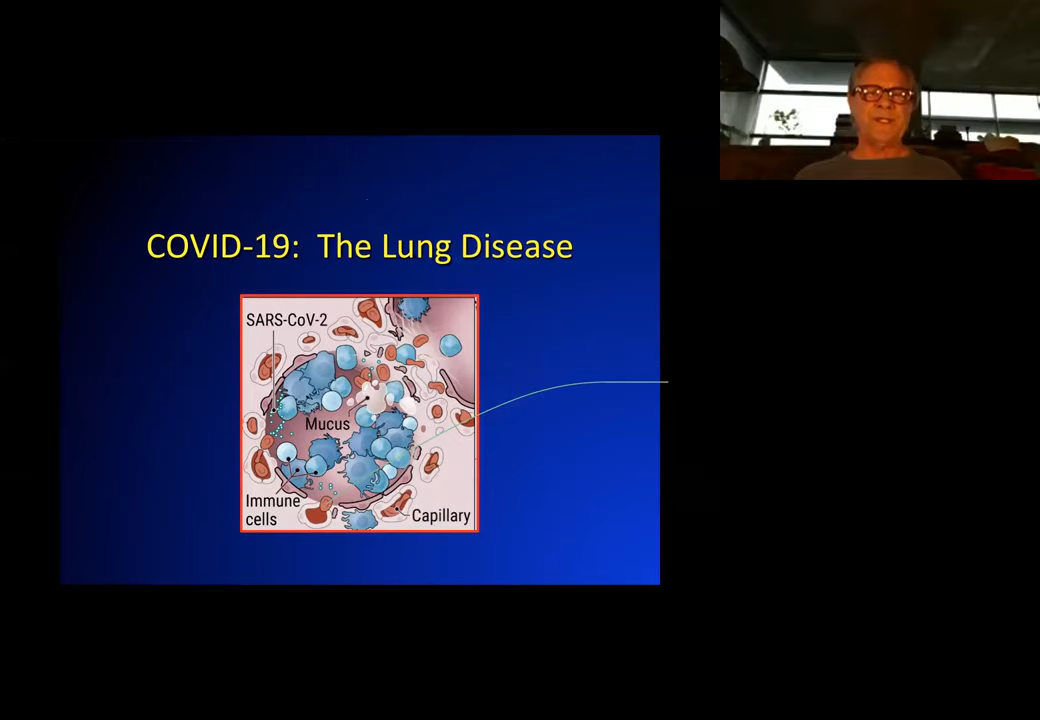 COVID-19:  The Lung Disease
SARS-CoV-2
Mucus
Immune
cells
Capillary